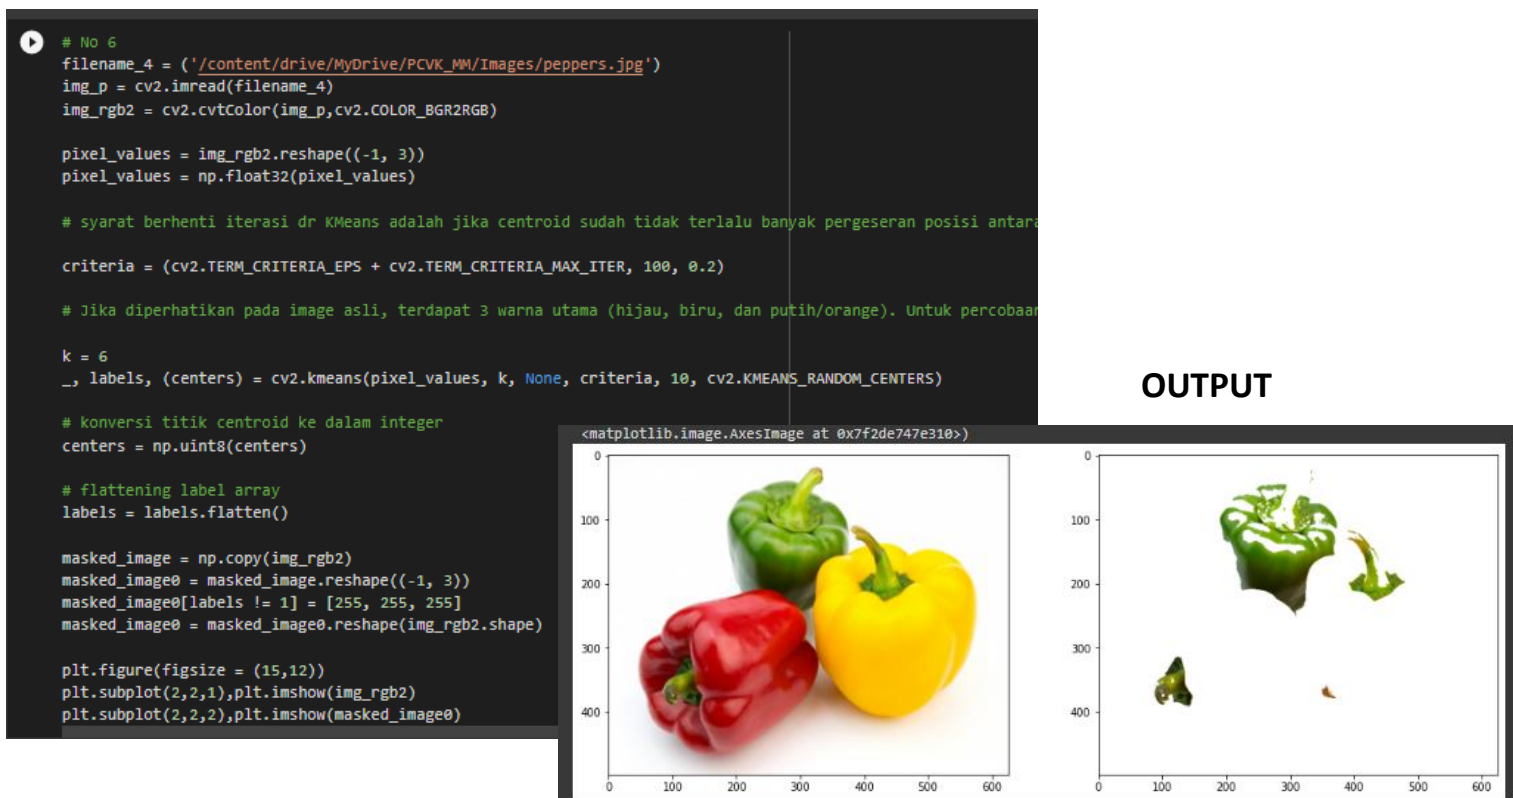 # No 6
filename_4 = ('/content/drive/MyDrive/PCVK_MM/Images/peppers.jpg')
img_p = cv2.imread(filename_4)
img_rgb2 = cv2.cvtColor(img_p,cv2.COLOR_BGR2RGB)
pixel_values = img_rgb2.reshape((-1, 3))
pixel_values = np.float32(pixel_values)
# syarat berhenti iterasi dr KMeans adalah jika centroid sudah tidak terlalu banyak pergeseran posisi antara
criteria = (cv2.TERM_CRITERIA_EPS + cv2.TERM_CRITERIA_MAX_ITER, 100, 0.2)
# Jika diperhatikan pada image asli, terdapat 3 warna utama (hijau, biru, dan putih/orange). Untuk percobaan
k = 6
_, labels, (centers) = cv2.kmeans(pixel_values, k, None, criteria, 10, cv2.KMEANS_RANDOM_CENTERS)
# konversi titik centroid ke dalam integer
centers = np.uint8(centers)
# flattening label array
labels = labels.flatten()
masked_image = np.copy(img_rgb2)
masked_image0 = masked_image.reshape((-1, 3))
masked_image0[labels != 1] = [255, 255, 255]
masked_image0 = masked_image0.reshape(img_rgb2.shape)
plt.figure(figsize = (15,12))
plt.subplot(2,2,1),plt.imshow(img_rgb2)
plt.subplot(2,2,2),plt.imshow(masked_image0)
OUTPUT
<matplotlib.image.AxesImage at 0x7f2de747e310>)
0
100
200
300
400
0 100 200 300 400 500 600
0
100
200
300
400
0 100 200 300 400 500 600